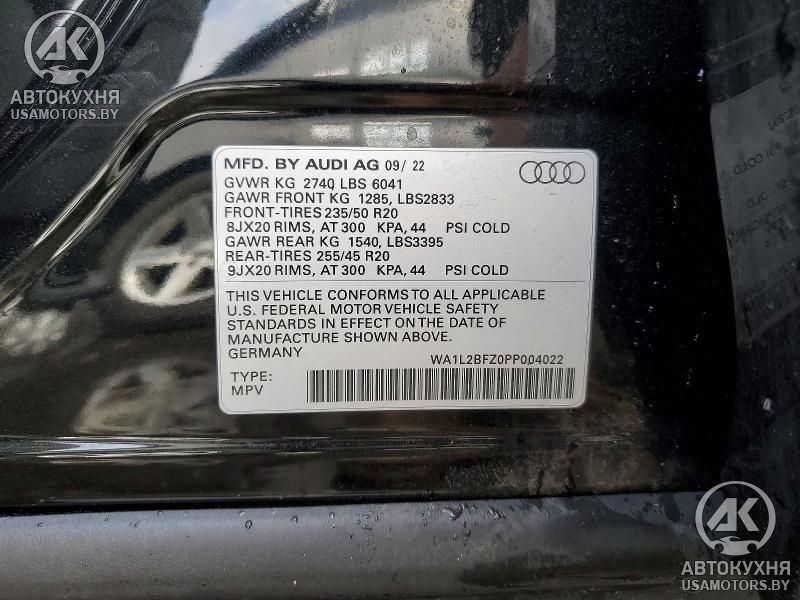 AK
АВТОКУХНЯ
USAMOTORS.BY
MFD. BY AUDI AG 09/ 22
GVWR KG 2740 LBS 6041
GAWR FRONT KG 1285, LBS2833
FRONT-TIRES 235/50 R20
8JX20 RIMS, AT 300 KPA, 44 PSI COLD
GAWR REAR KG 1540, LBS3395
REAR-TIRES 255/45 R20
9JX20 RIMS, AT 300 KPA, 44 PSI COLD
THIS VEHICLE CONFORMS TO ALL APPLICABLE
U.S. FEDERAL MOTOR VEHICLE SAFETY
STANDARDS IN EFFECT ON THE DATE OF
MANUFACTURE SHOWN ABOVE.
GERMANY
WA1L2BFZ0PP004022
TYPE:
MPV
AK
АВТОКУХНЯ
USAMOTORS.BY